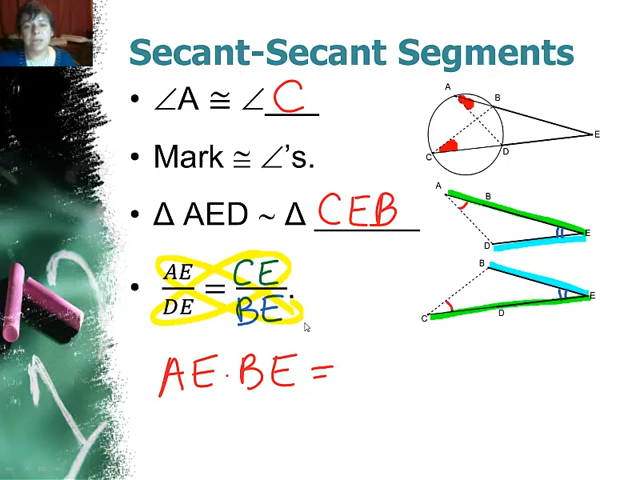 Secant-Secant Segments
• ∠A ≅ ∠ C
A
B
E
D
C
• Mark ≅ ∠'s.
• Δ AED ~ Δ CEB
A
B
D
E
• AE/DE = CE/BE.
B
E
D
C
AE · BE =